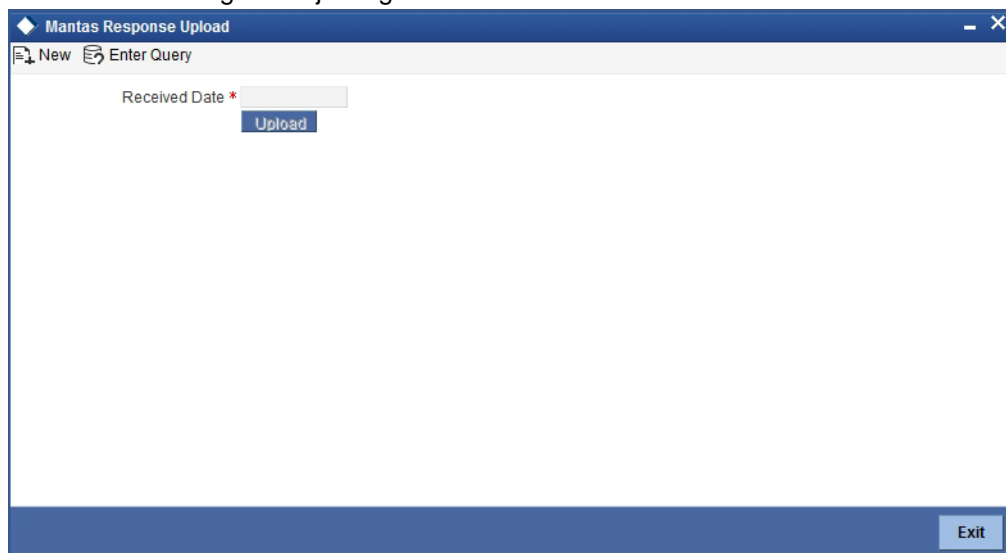 Mantas Response Upload
New Enter Query
Received Date *
Upload
Exit